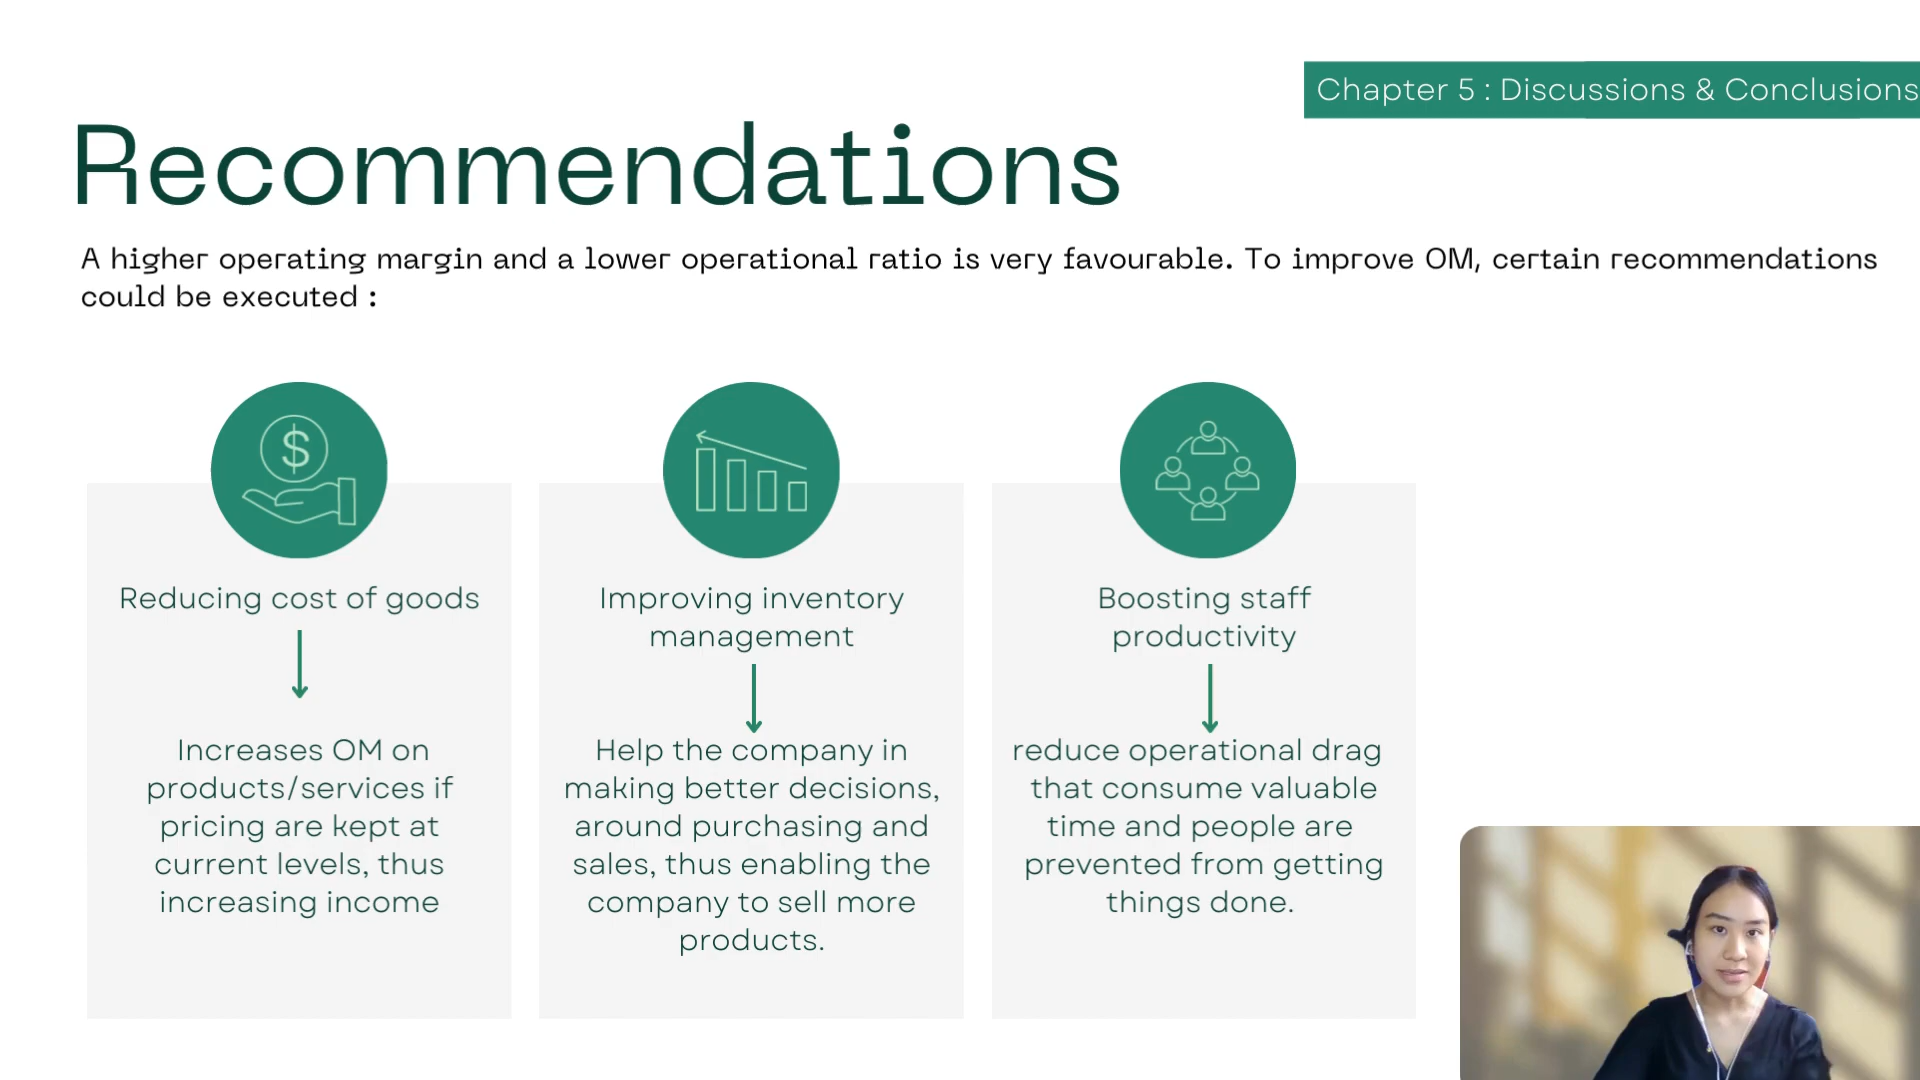 Chapter 5 : Discussions & Conclusions
Recommendations
A higher operating margin and a lower operational ratio is very favourable. To improve OM, certain recommendations
could be executed :
$
Reducing cost of goods
Increases OM on
products/services if
pricing are kept at
current levels, thus
increasing income
Improving inventory
management
Help the company in
making better decisions,
around purchasing and
sales, thus enabling the
company to sell more
products.
Boosting staff
productivity
reduce operational drag
that consume valuable
time and people are
prevented from getting
things done.